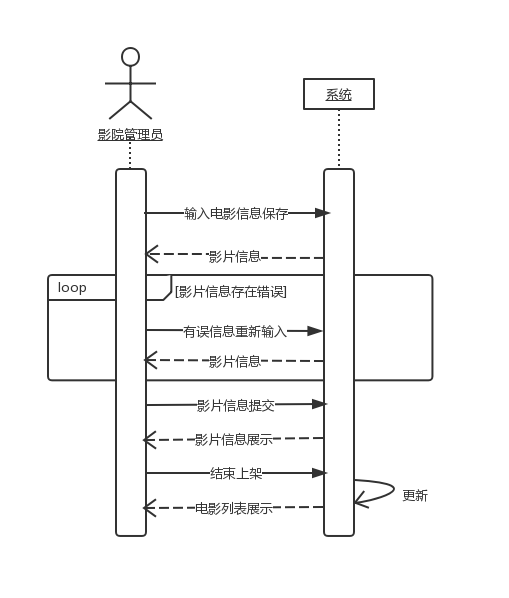 影院管理员
系统
输入电影信息保存
影片信息
loop
[影片信息存在错误]
有误信息重新输入
影片信息
影片信息提交
影片信息展示
结束上架
更新
电影列表展示